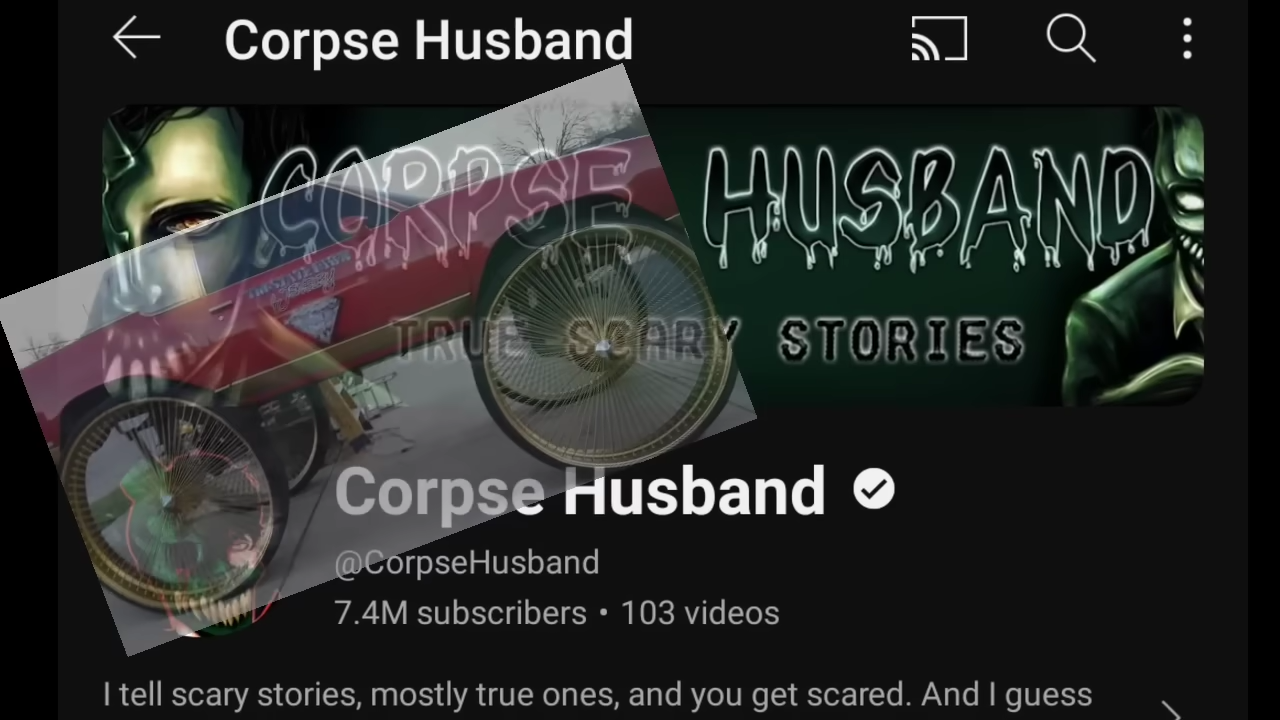 Corpse Husband
CORPSE HUSBAND
TRUE SCARY STORIES
Corpse Husband
@CorpseHusband
7.4M subscribers • 103 videos
I tell scary stories, mostly true ones, and you get scared. And I guess